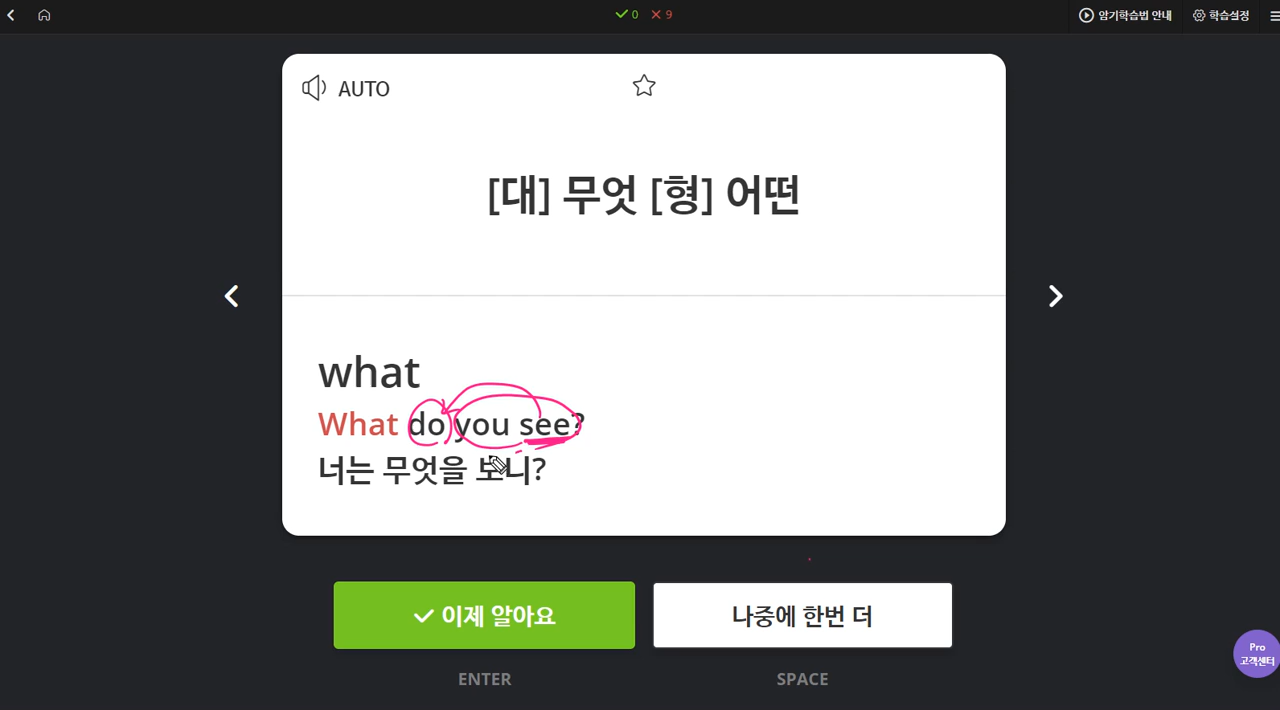 0 9
암기학습법 안내
학습설정
AUTO
[대] 무엇 [형] 어떤
what
What do you see?
너는 무엇을 보니?
이제 알아요
나중에 한번 더
ENTER
SPACE
Pro
고객센터